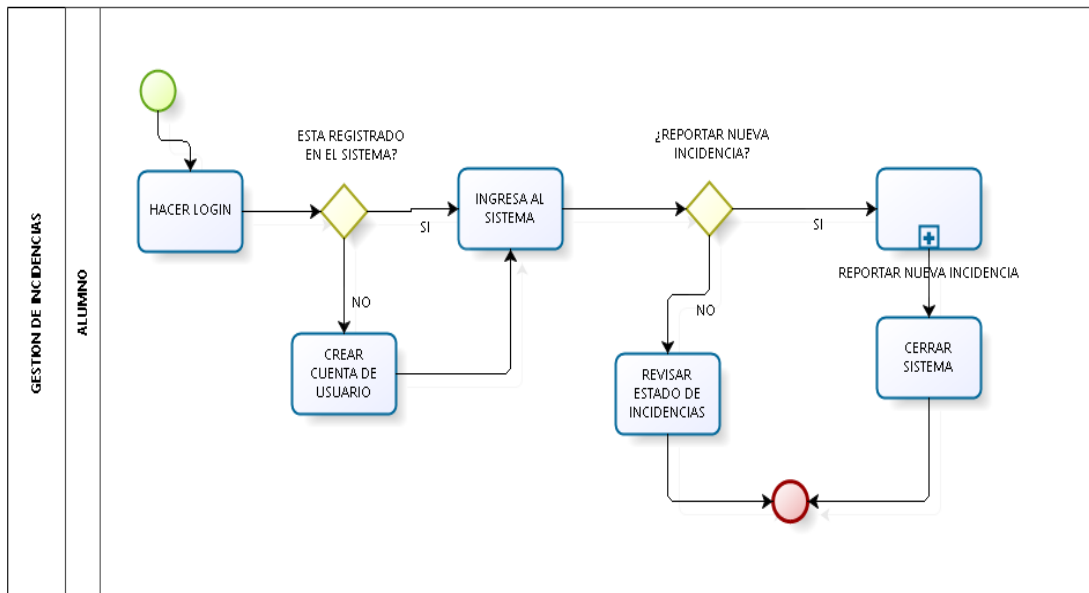 GESTION DE INCIDENCIAS
ALUMNO
HACER LOGIN
ESTA REGISTRADO
EN EL SISTEMA?
SI
NO
CREAR
CUENTA DE
USUARIO
INGRESA AL
SISTEMA
¿REPORTAR NUEVA
INCIDENCIA?
SI
NO
REVISAR
ESTADO DE
INCIDENCIAS
REPORTAR NUEVA INCIDENCIA
CERRAR
SISTEMA